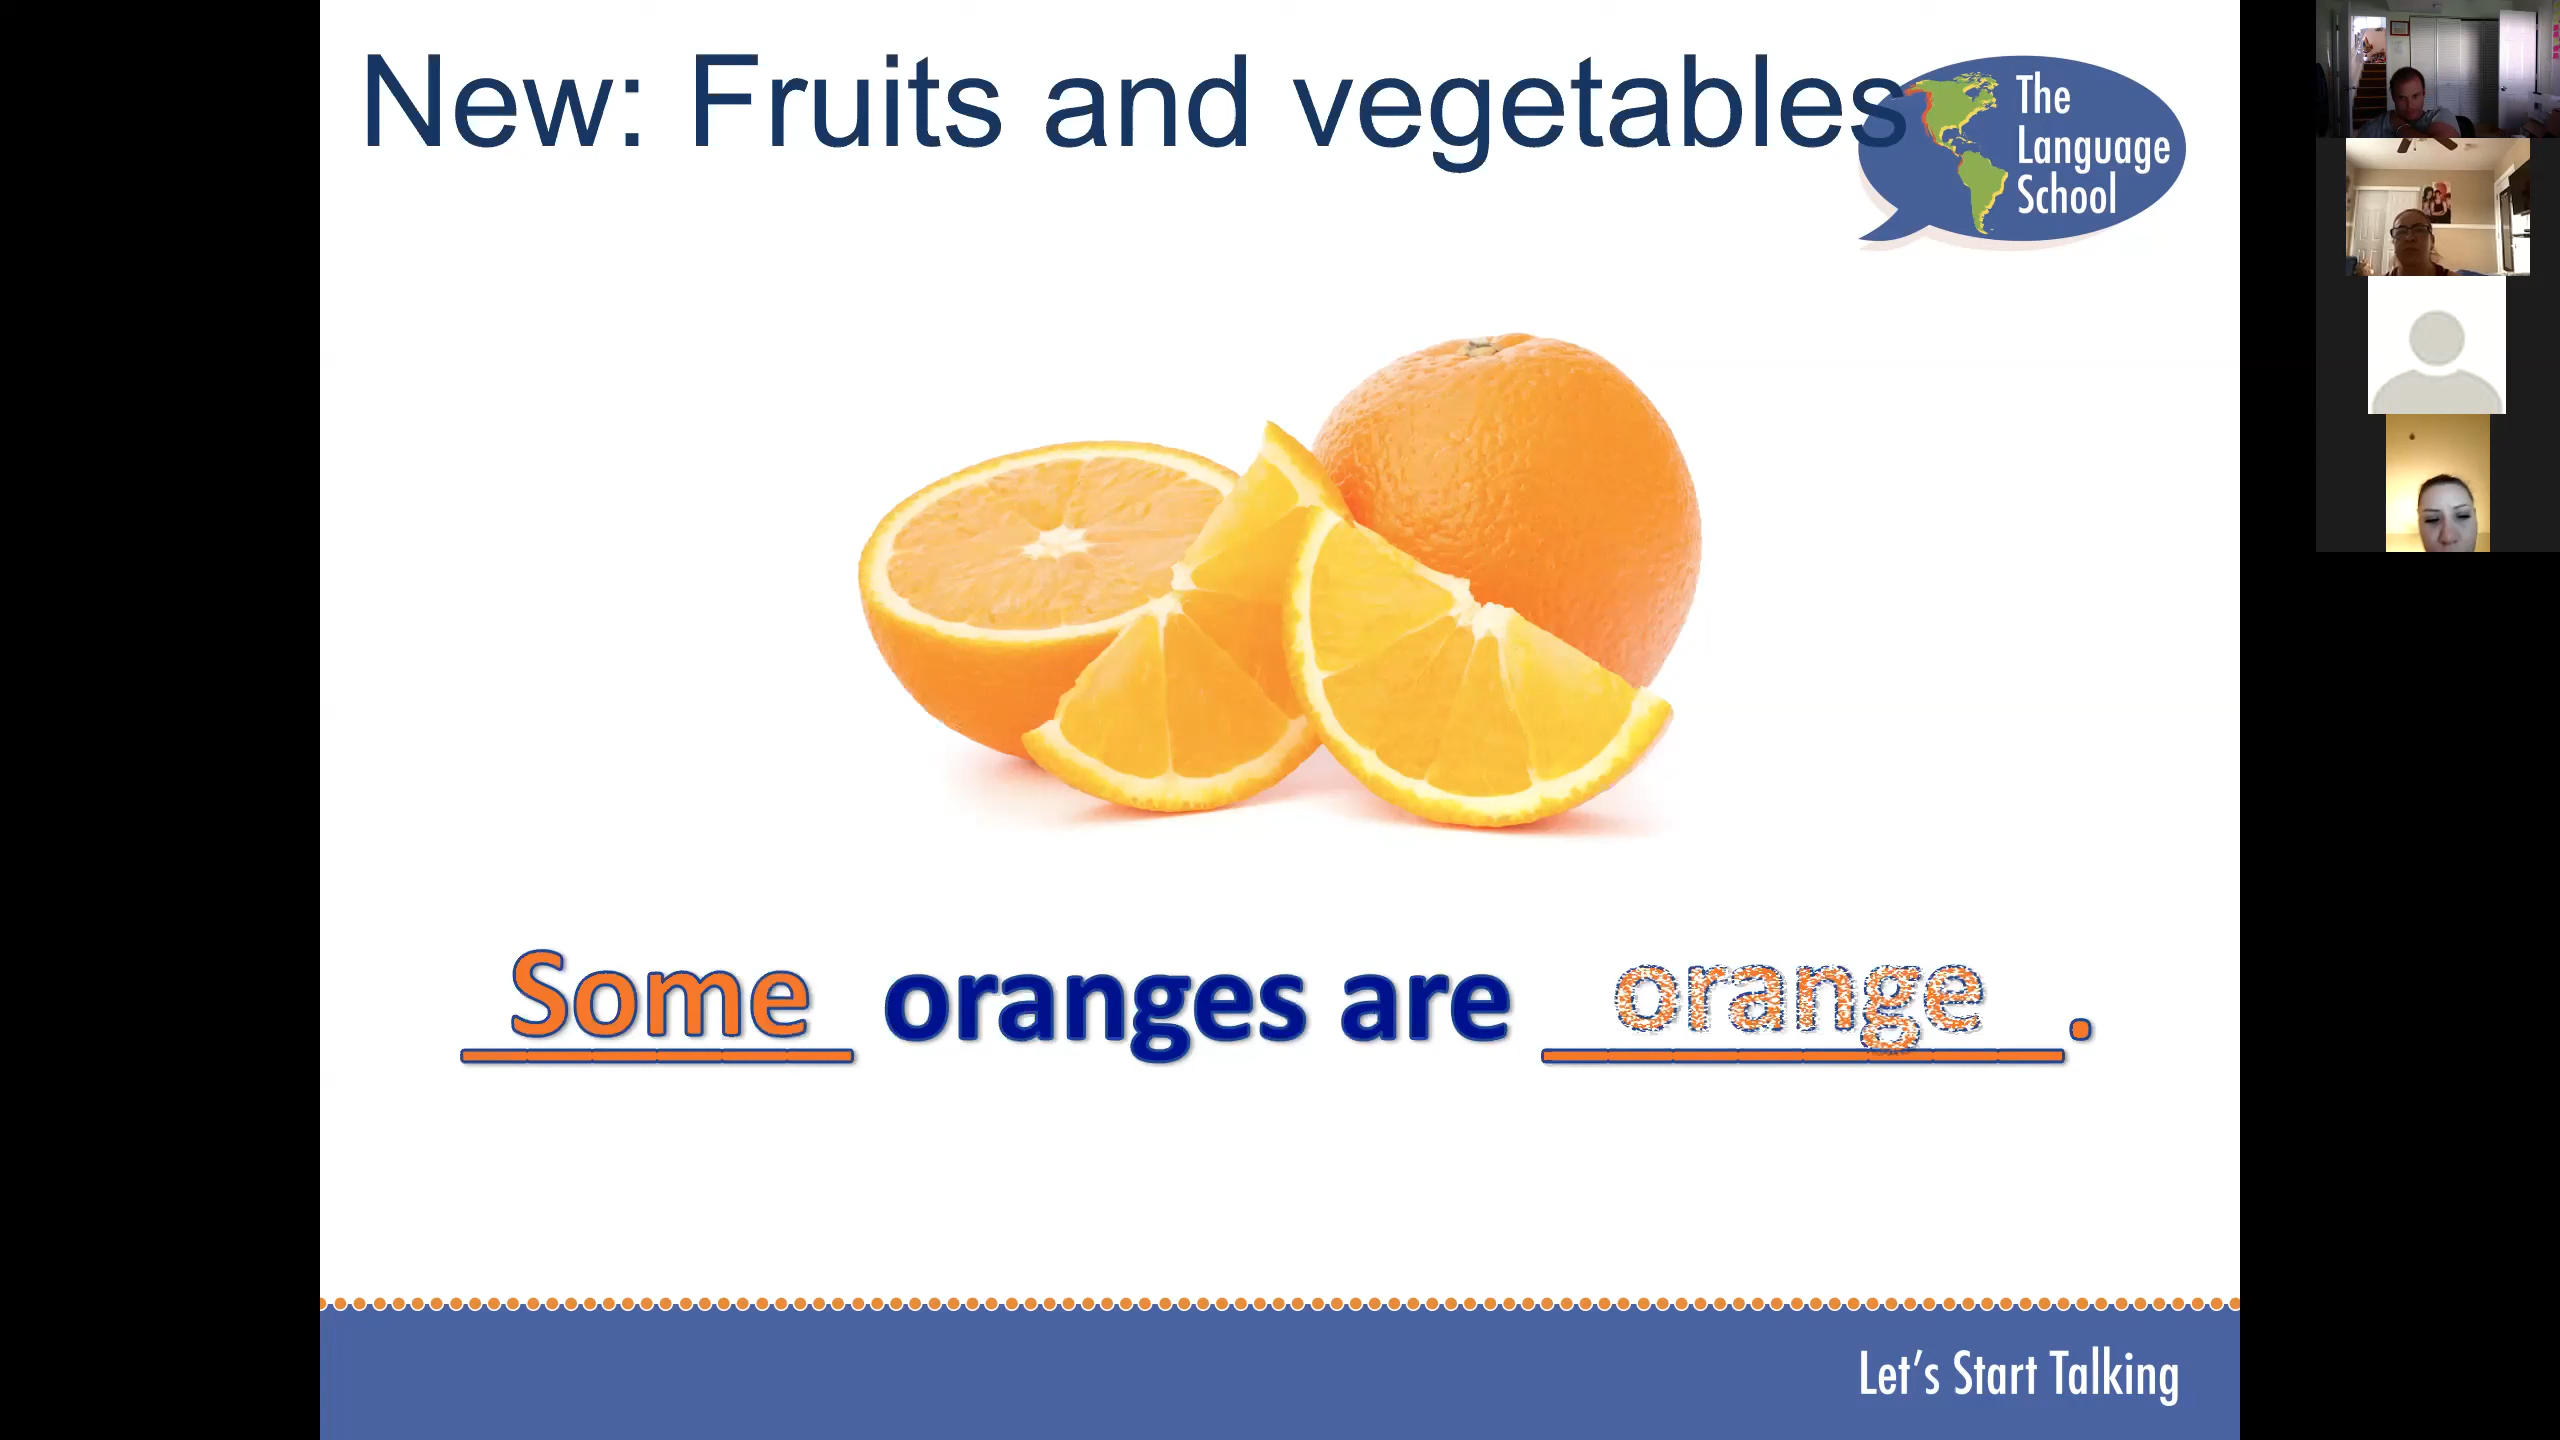 New: Fruits and vegetables
The
Language
School
Some oranges are orange.
Let's Start Talking